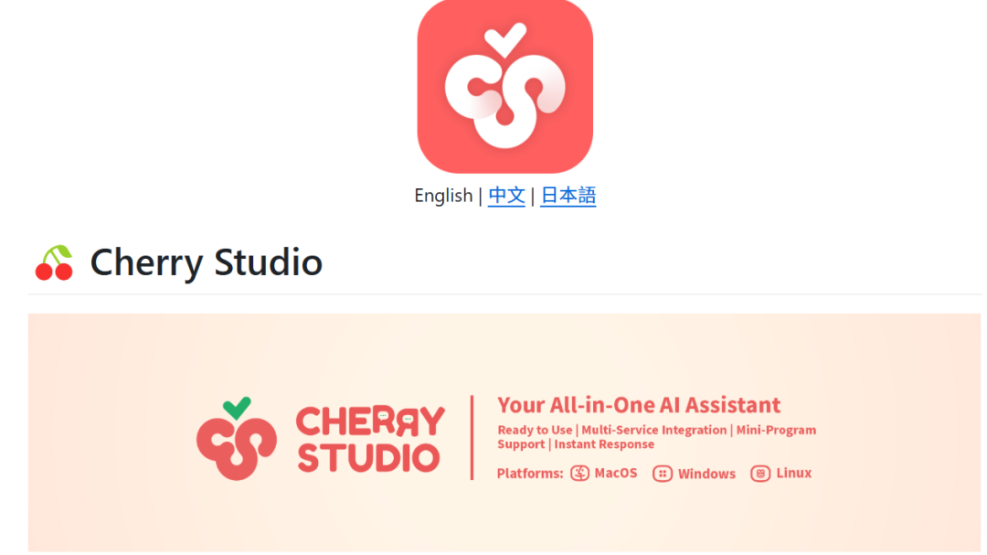 English | 中文 | 日本語
Cherry Studio
CHERRY
STUDIO
Your All-in-One AI Assistant
Ready to Use | Multi-Service Integration | Mini-Program
Support | Instant Response
Platforms: MacOS Windows Linux